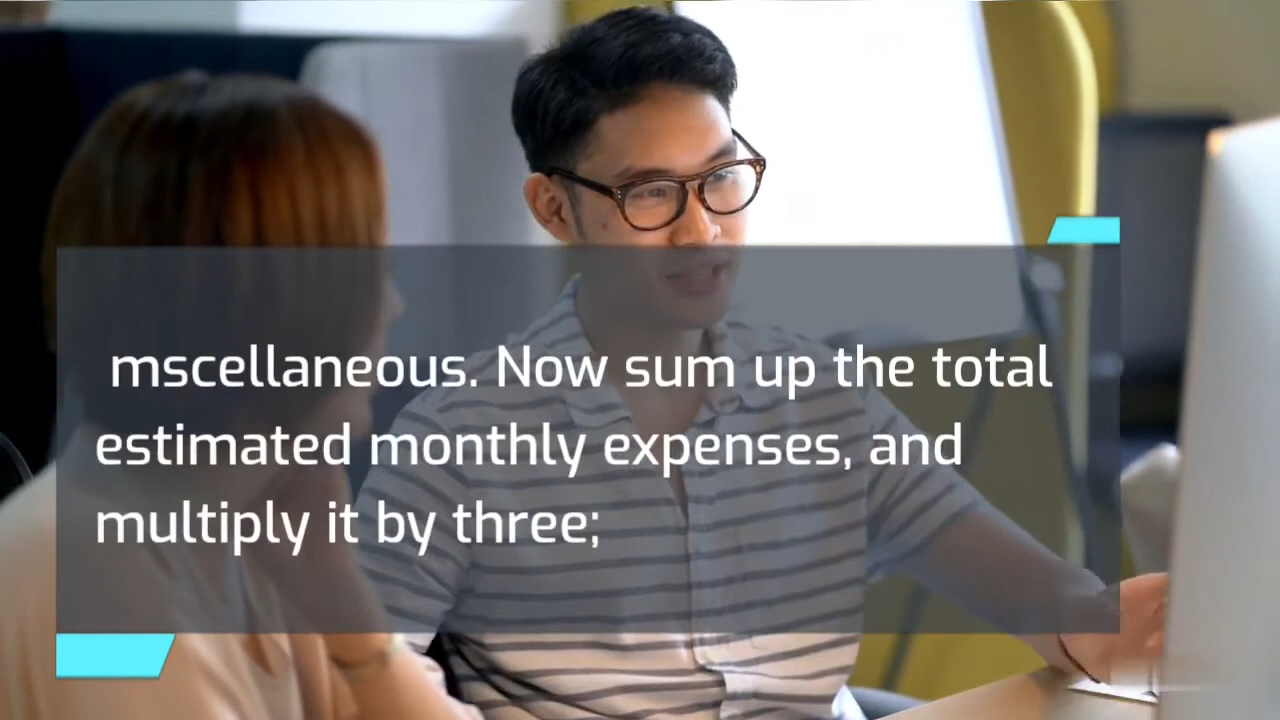 mscellaneous. Now sum up the total
estimated monthly expenses, and
multiply it by three;